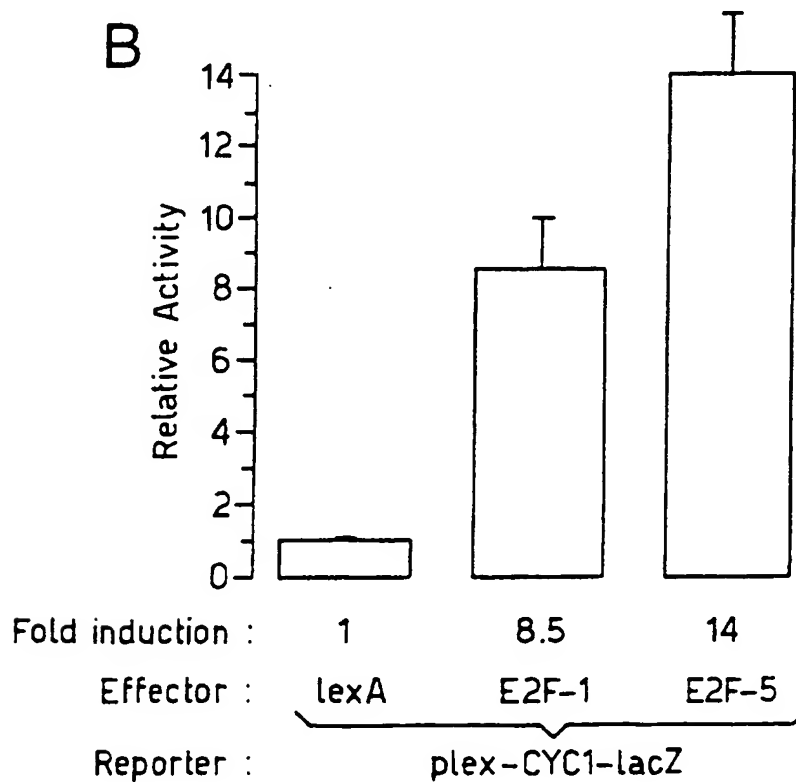 B
Relative Activity
14
12
10
8
6
4
2
0
Fold induction : 1 8.5 14
Effector : lexA E2F-1 E2F-5
Reporter : plex-CYC1-lacZ